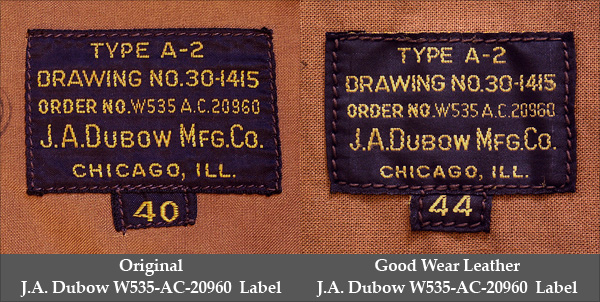 TYPE A-2
DRAWING NO.30-1415
ORDER NO.W535 A.C.20960
J.A.DUBOW MFG.CO.
CHICAGO, ILL.
40
Original
J.A. Dubow W535-AC-20960 Label
TYPE A-2
DRAWING NO.30-1415
ORDER NO.W535 A.C.20960
J.A.DUBOW MFG.CO.
CHICAGO, ILL.
44
Good Wear Leather
J.A. Dubow W535-AC-20960 Label